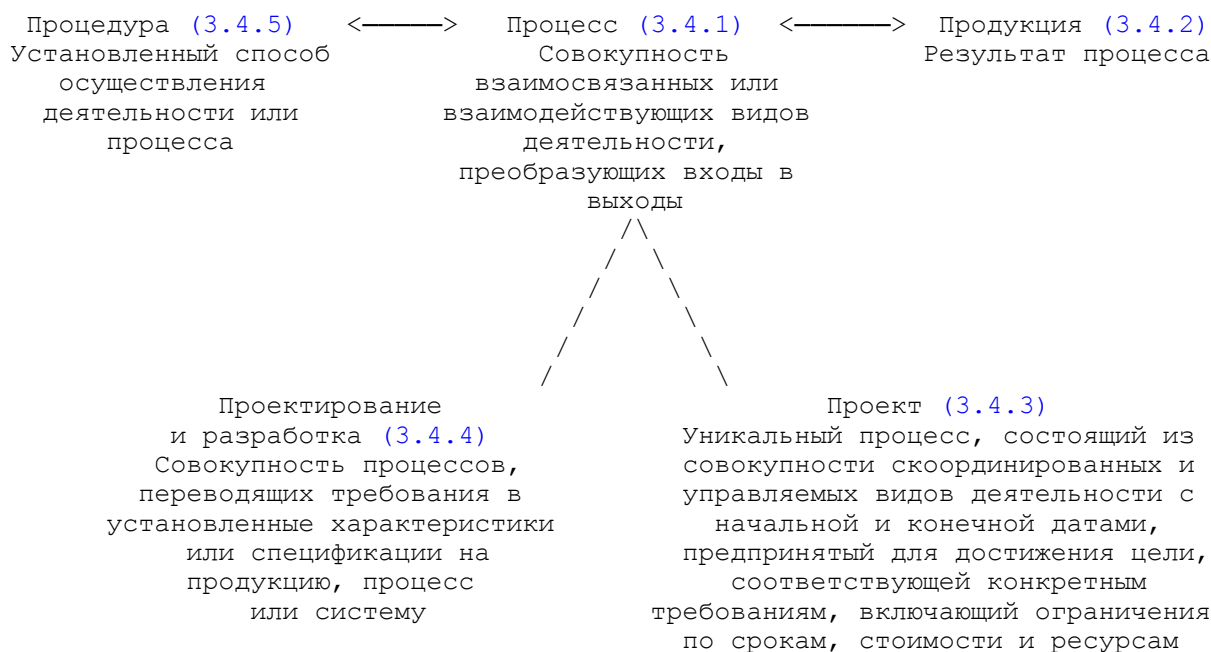 Процедура (3.4.5) <—————> Процесс (3.4.1) <——————> Продукция (3.4.2)
Установленный способ Совокупность Результат процесса
осуществления взаимосвязанных или
деятельности или взаимодействующих видов
процесса деятельности,
преобразующих входы в
выходы
Проектирование Проект (3.4.3)
и разработка (3.4.4) Уникальный процесс, состоящий из
Совокупность процессов, совокупности скоординированных и
переводящих требования в управляемых видов деятельности с
установленные характеристики начальной и конечной датами,
или спецификации на предпринятый для достижения цели,
продукцию, процесс соответствующей конкретным
или систему требованиям, включающий ограничения
по срокам, стоимости и ресурсам